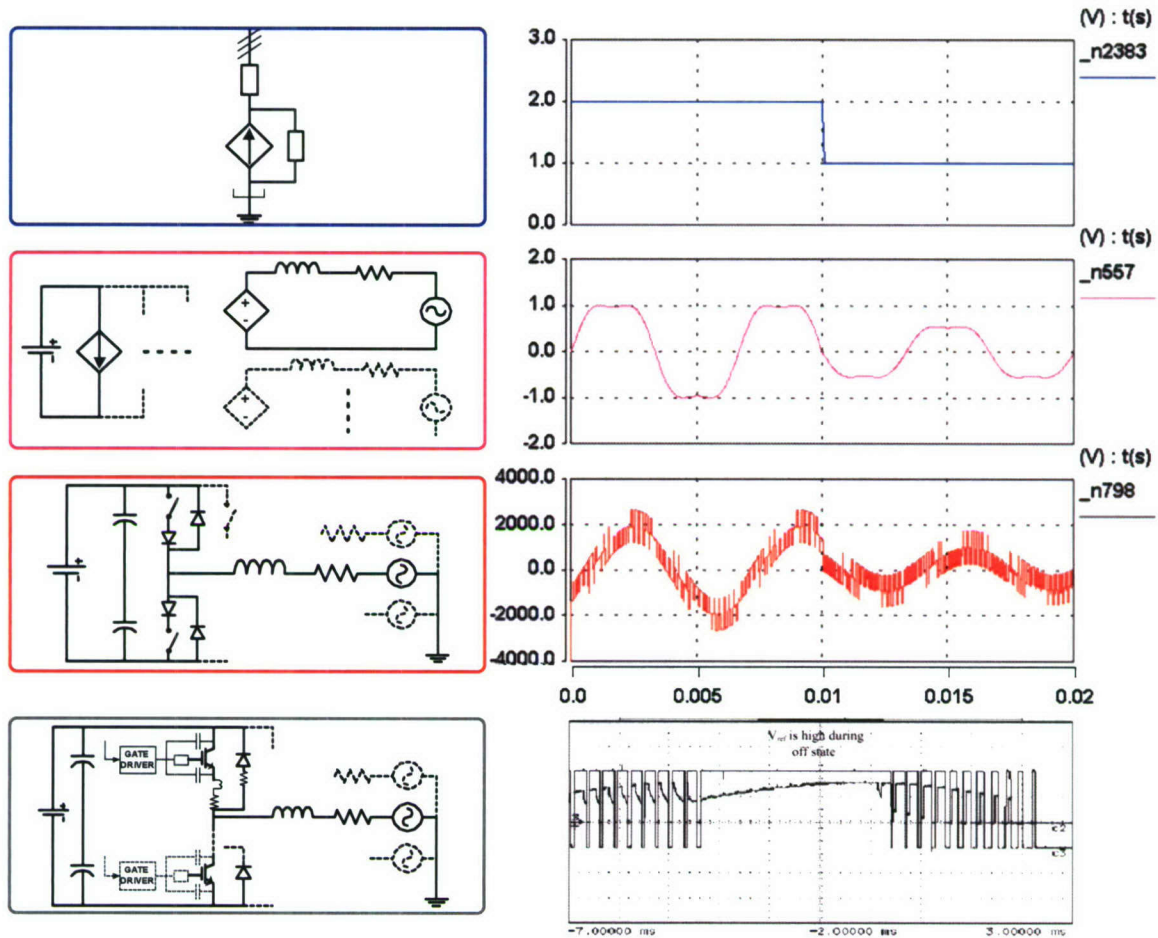 (V) : t(s)
_n2383
3.0
2.0
1.0
0.0
(V) : t(s)
_n557
2.0
1.0
0.0
-1.0
-2.0
(V) : t(s)
_n798
4000.0
2000.0
0.0
-2000.0
-4000.0
0.0 0.005 0.01 0.015 0.02
GATE
DRIVER
GATE
DRIVER
V_ref is high during
off state
c2
c3
-7.00000 ms -2.00000 ms 3.00000 ms